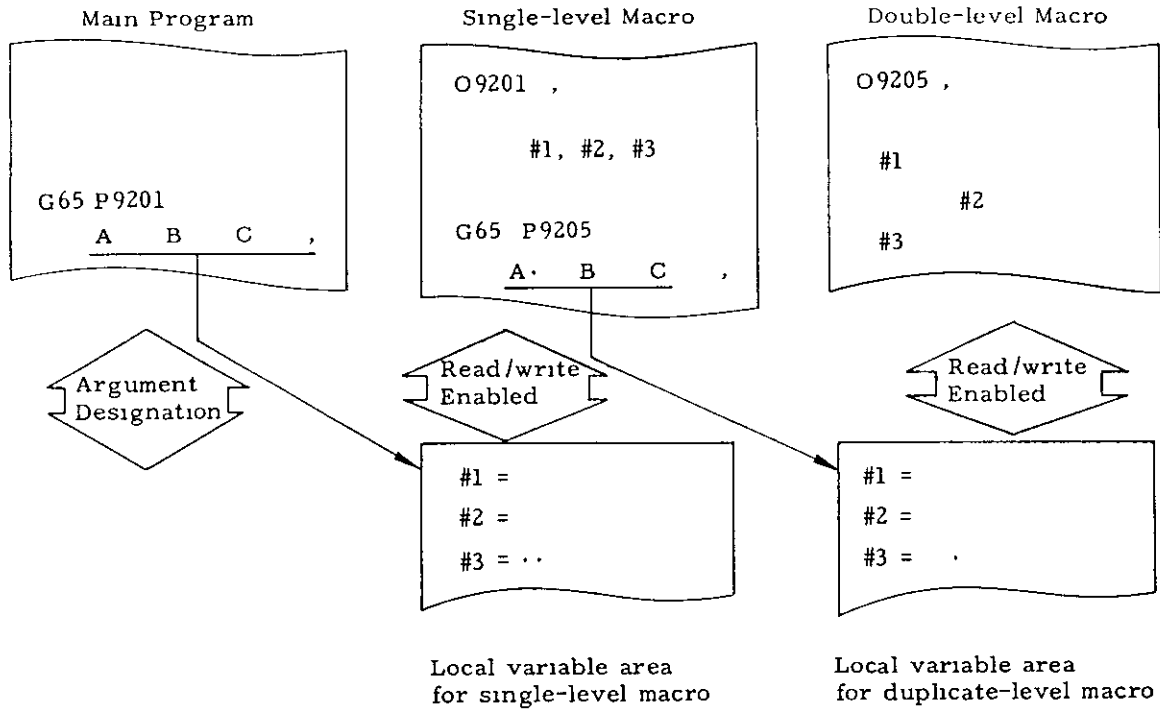 Main Program
G65 P9201
A B C ,
Argument
Designation
Single-level Macro
O9201 ,
#1, #2, #3
G65 P9205
A· B C ,
Read/write
Enabled
#1 =
#2 =
#3 = ··
Local variable area
for single-level macro
Double-level Macro
O9205 ,
#1
#2
#3
Read/write
Enabled
#1 =
#2 =
#3 = ·
Local variable area
for duplicate-level macro